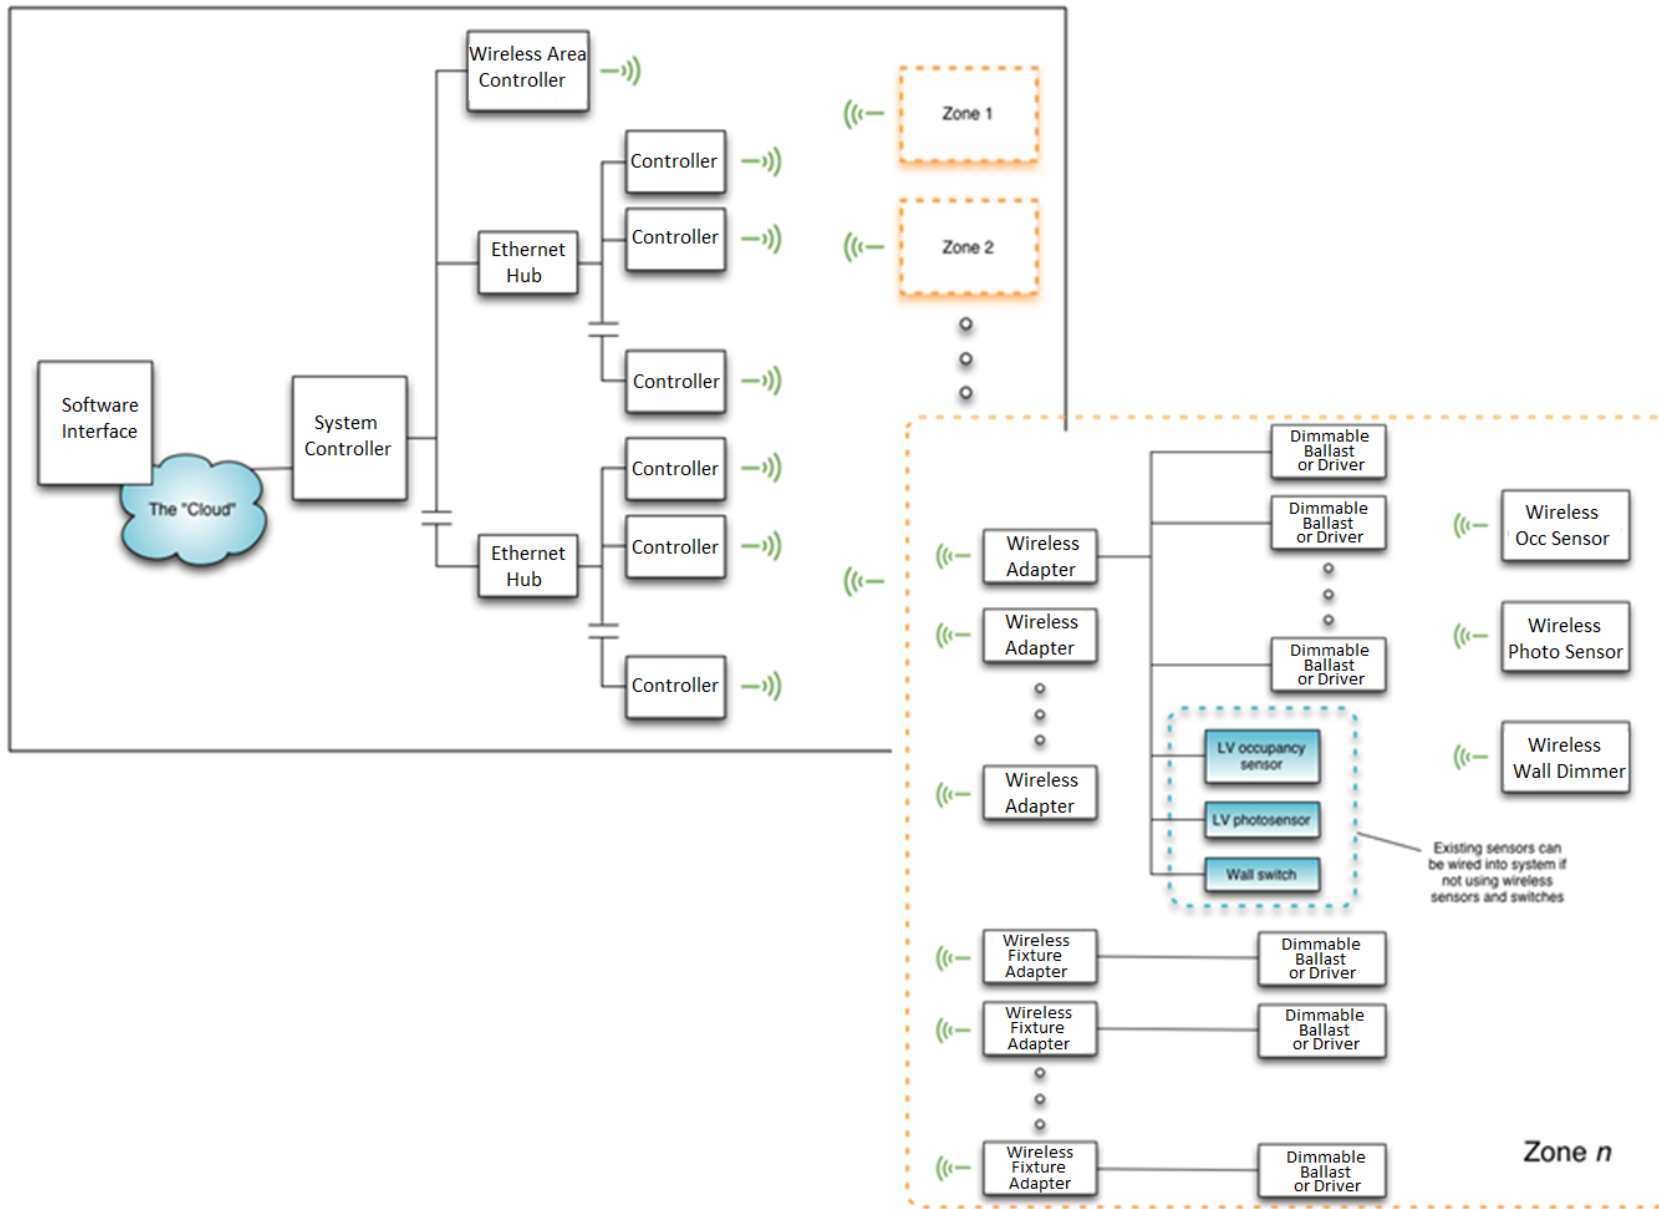 Wireless Area
Controller
Controller
Controller
Ethernet
Hub
Controller
Software
Interface
The "Cloud"
System
Controller
Controller
Controller
Ethernet
Hub
Controller
Zone 1
Zone 2
Wireless
Adapter
Wireless
Adapter
Wireless
Adapter
Dimmable
Ballast
or Driver
Dimmable
Ballast
or Driver
Dimmable
Ballast
or Driver
LV occupancy
sensor
LV photosensor
Wall switch
Wireless
Occ Sensor
Wireless
Photo Sensor
Wireless
Wall Dimmer
Existing sensors can
be wired into system if
not using wireless
sensors and switches
Wireless
Fixture
Adapter
Dimmable
Ballast
or Driver
Wireless
Fixture
Adapter
Dimmable
Ballast
or Driver
Wireless
Fixture
Adapter
Dimmable
Ballast
or Driver
Zone n